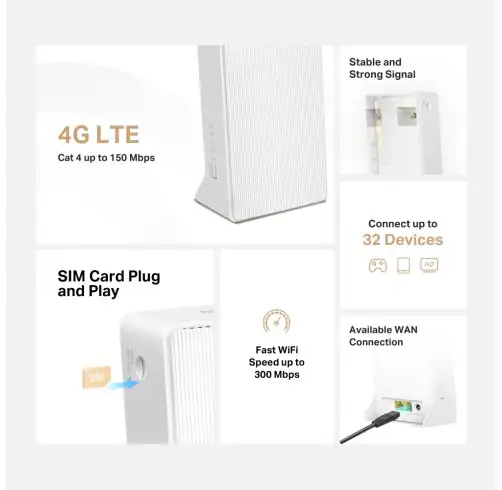 4G LTE
Cat 4 up to 150 Mbps
Stable and
Strong Signal
Connect up to
32 Devices
SIM Card Plug
and Play
SIM
Fast WiFi
Speed up to
300 Mbps
Available WAN
Connection